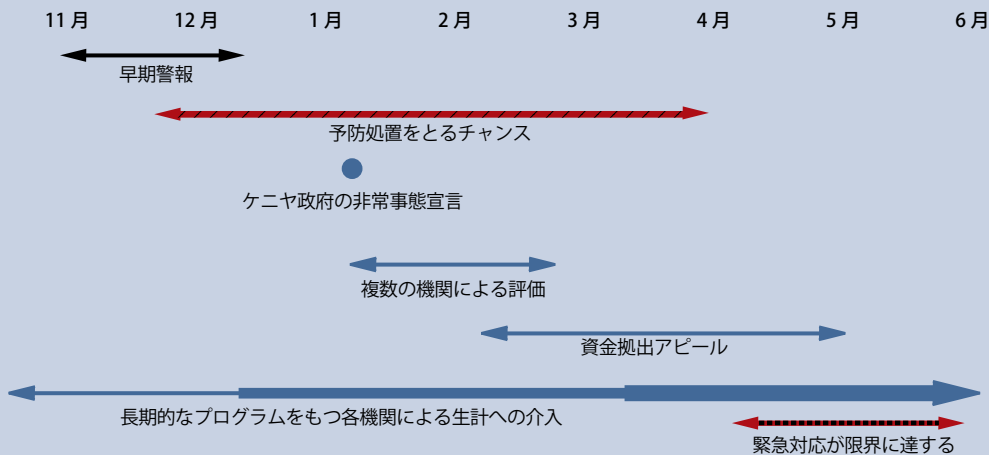 11 月 12 月 1 月 2 月 3 月 4 月 5 月 6 月
早期警報
予防処置をとるチャンス
ケニヤ政府の非常事態宣言
複数の機関による評価
資金拠出アピール
長期的なプログラムをもつ各機関による生計への介入
緊急対応が限界に達する